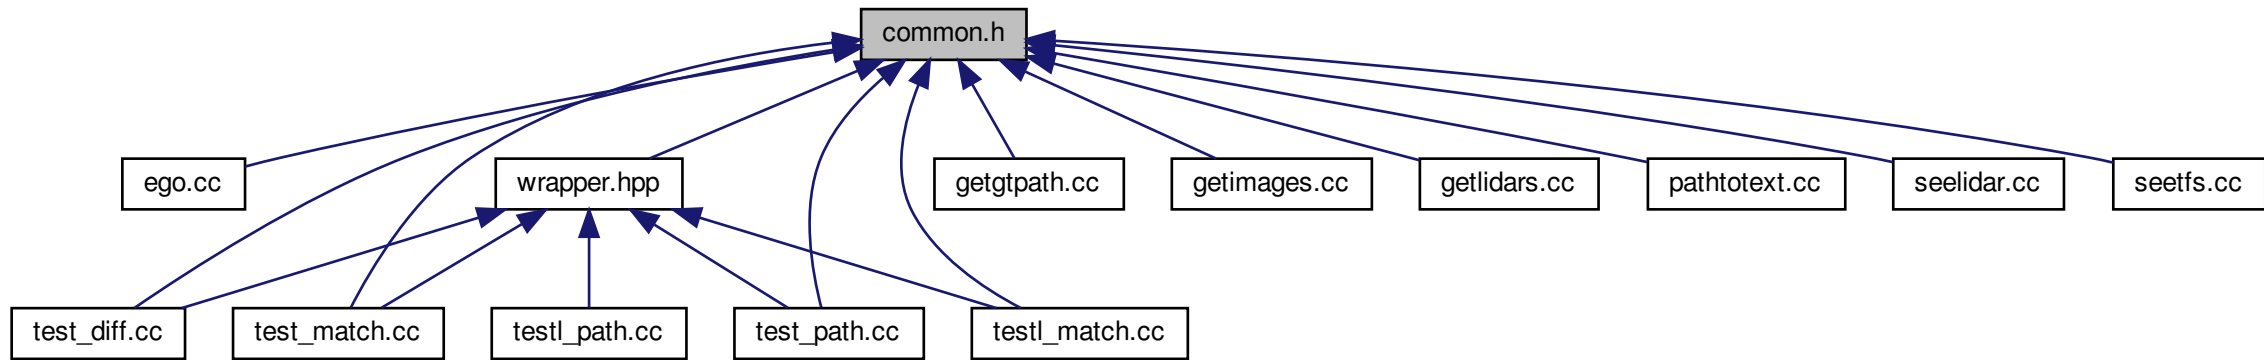 common.h
ego.cc
wrapper.hpp
getgtpath.cc
getimages.cc
getlidars.cc
pathtotext.cc
seelidar.cc
seetfs.cc
test_diff.cc
test_match.cc
testl_path.cc
test_path.cc
testl_match.cc